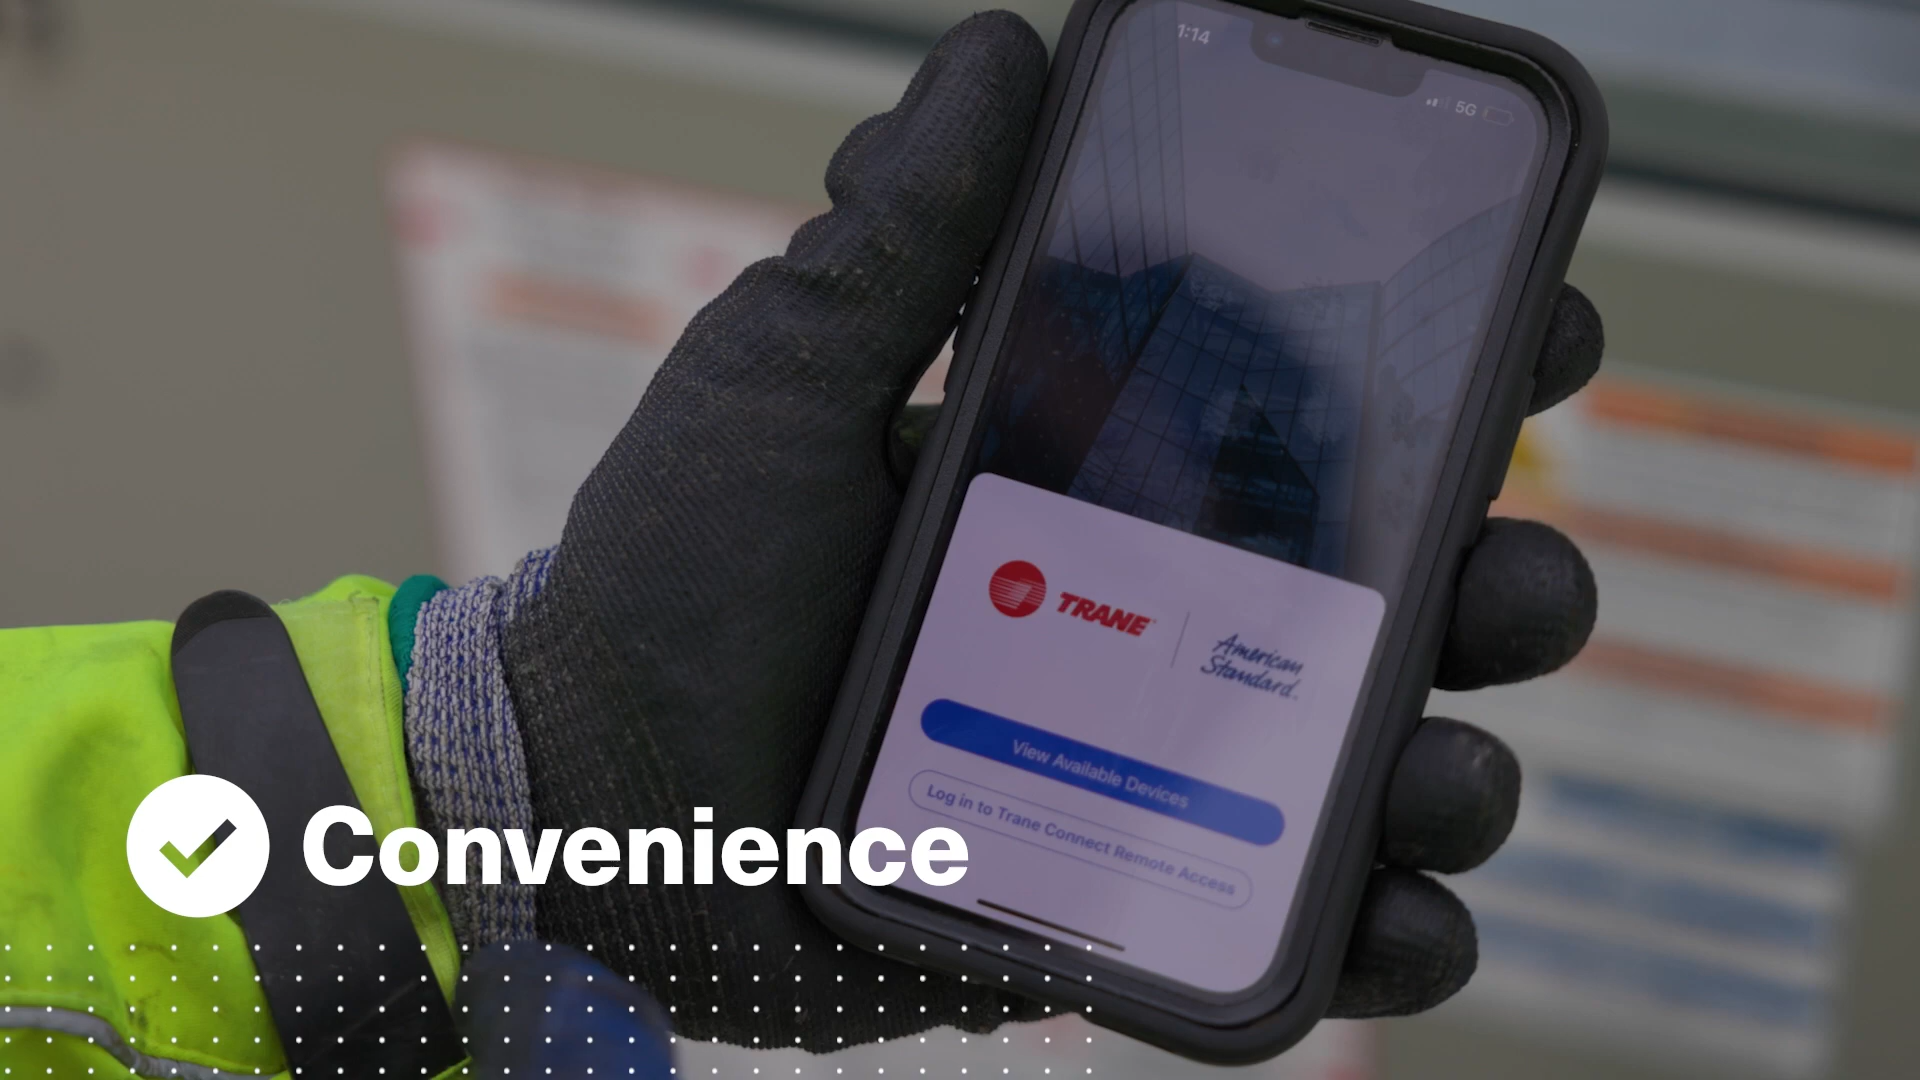 1:14
5G
TRANE
American
Standard
View Available Devices
Log in to Trane Connect Remote Access
Convenience